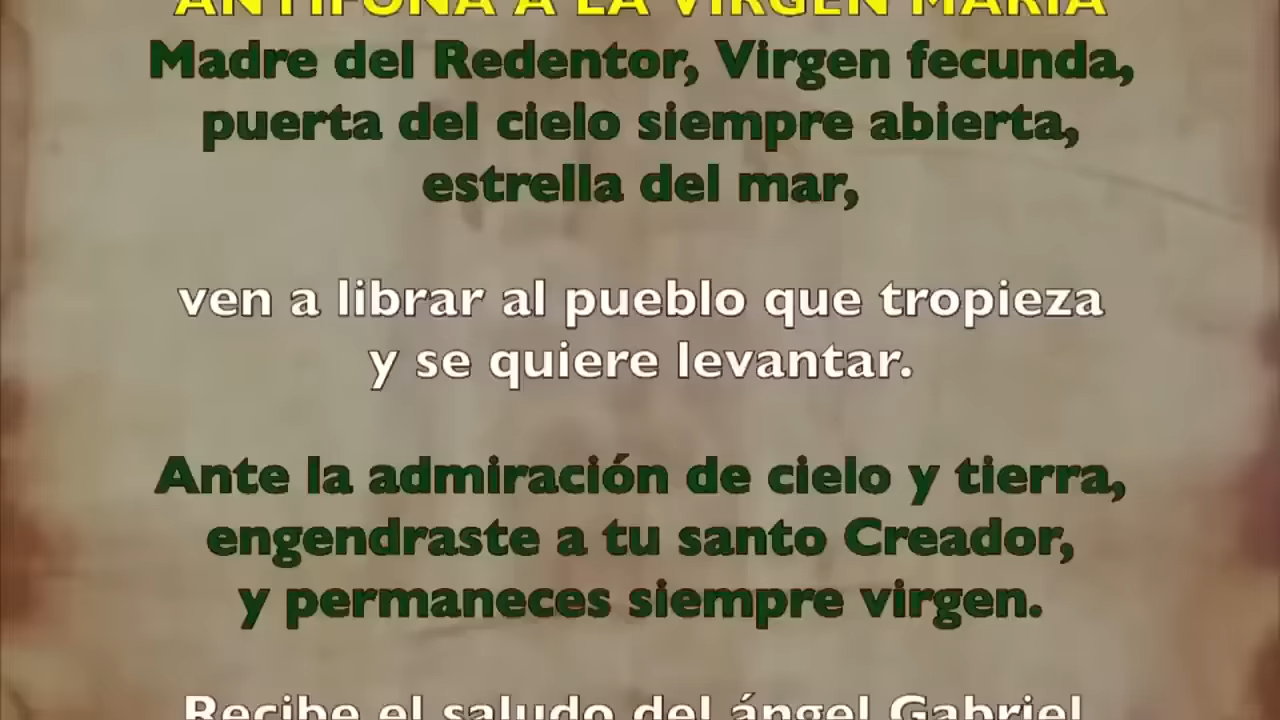 ANTÍFONA A LA VIRGEN MARÍA
Madre del Redentor, Virgen fecunda,
puerta del cielo siempre abierta,
estrella del mar,
ven a librar al pueblo que tropieza
y se quiere levantar.
Ante la admiración de cielo y tierra,
engendraste a tu santo Creador,
y permaneces siempre virgen.
Recibe el saludo del ángel Gabriel